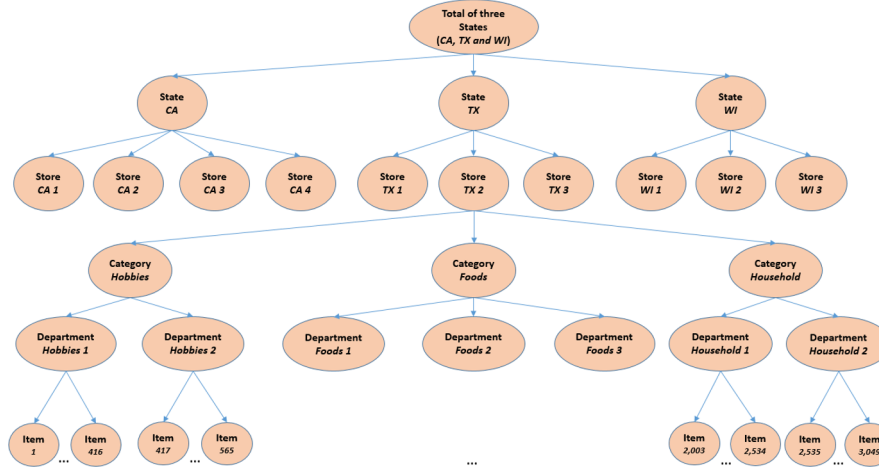 Total of three
States
(CA, TX and WI)
State
CA
State
TX
State
WI
Store
CA 1
Store
CA 2
Store
CA 3
Store
CA 4
Store
TX 1
Store
TX 2
Store
TX 3
Store
WI 1
Store
WI 2
Store
WI 3
Category
Hobbies
Category
Foods
Category
Household
Department
Hobbies 1
Department
Hobbies 2
Department
Foods 1
Department
Foods 2
Department
Foods 3
Department
Household 1
Department
Household 2
Item
1
...
Item
416
Item
417
...
Item
565
...
Item
2,003
...
Item
2,534
Item
2,535
...
Item
3,049